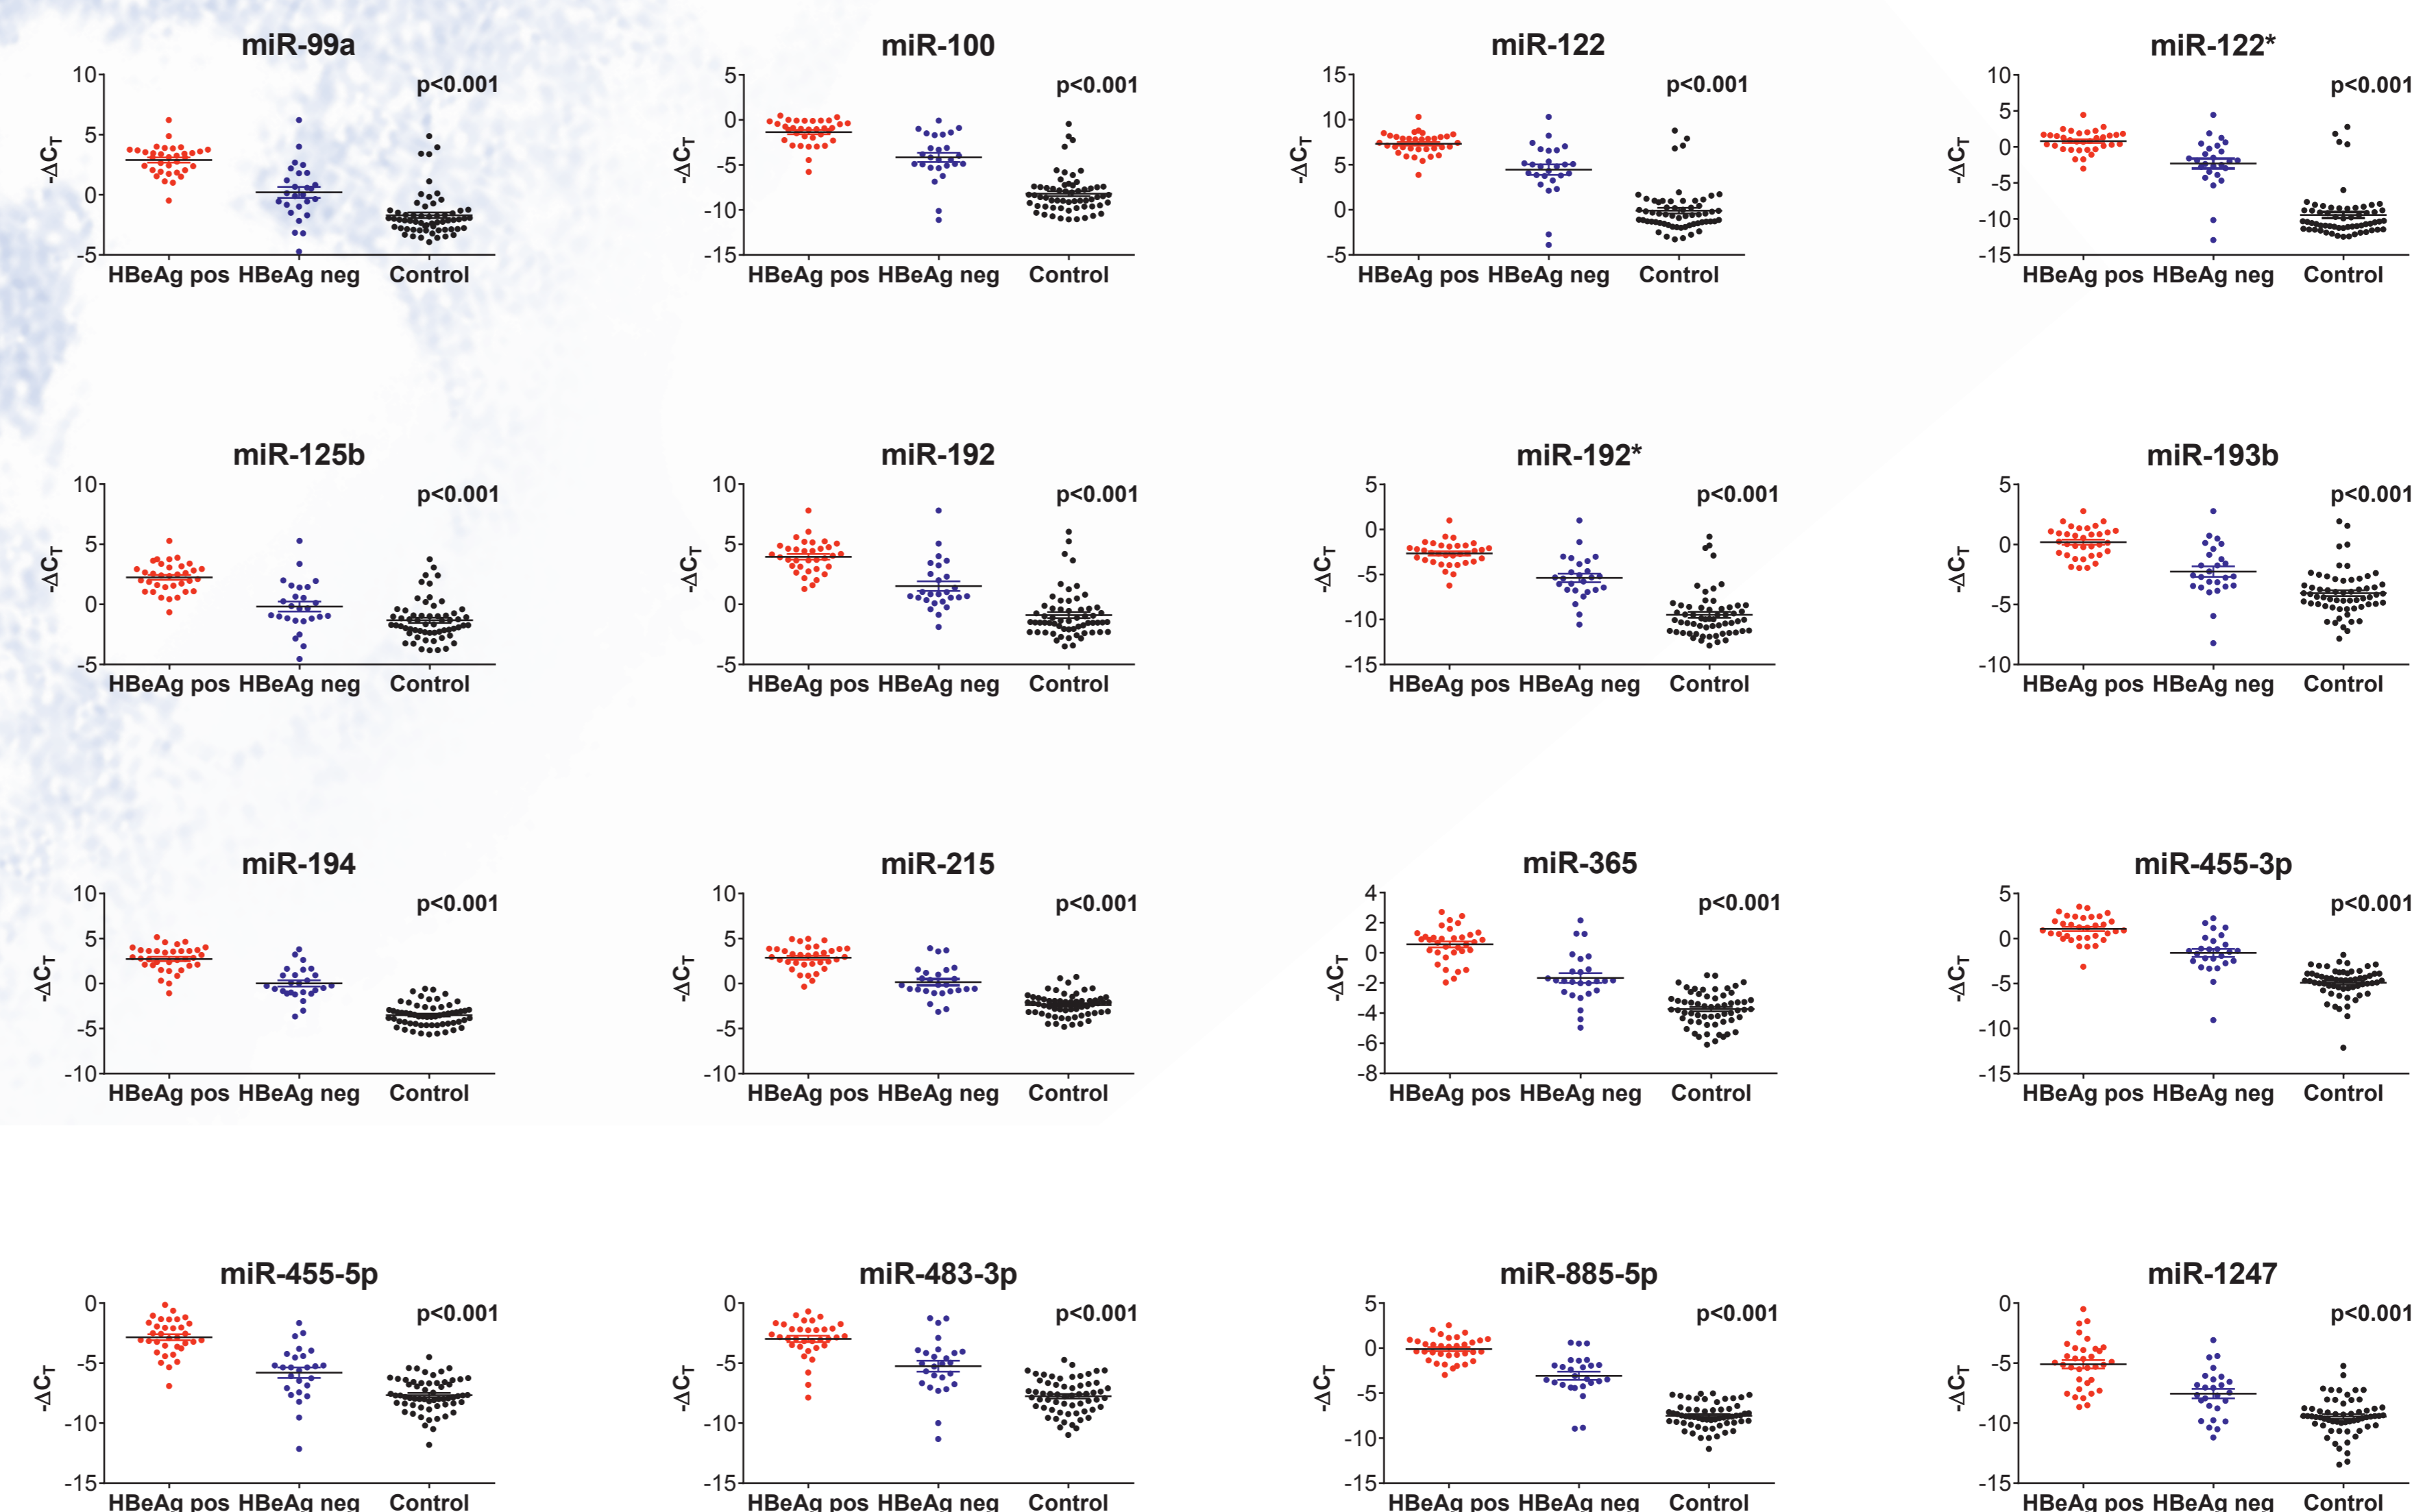 miR-99a
p<0.001
10
5
0
-5
-ΔCT
HBeAg pos HBeAg neg Control
miR-100
p<0.001
5
0
-5
-10
-15
-ΔCT
HBeAg pos HBeAg neg Control
miR-122
p<0.001
15
10
5
0
-5
-ΔCT
HBeAg pos HBeAg neg Control
miR-122*
p<0.001
10
5
0
-5
-10
-15
-ΔCT
HBeAg pos HBeAg neg Control
miR-125b
p<0.001
10
5
0
-5
-ΔCT
HBeAg pos HBeAg neg Control
miR-192
p<0.001
10
5
0
-5
-ΔCT
HBeAg pos HBeAg neg Control
miR-192*
p<0.001
5
0
-5
-10
-15
-ΔCT
HBeAg pos HBeAg neg Control
miR-193b
p<0.001
5
0
-5
-10
-ΔCT
HBeAg pos HBeAg neg Control
miR-194
p<0.001
10
5
0
-5
-10
-ΔCT
HBeAg pos HBeAg neg Control
miR-215
p<0.001
10
5
0
-5
-10
-ΔCT
HBeAg pos HBeAg neg Control
miR-365
p<0.001
4
2
0
-2
-4
-6
-8
-ΔCT
HBeAg pos HBeAg neg Control
miR-455-3p
p<0.001
5
0
-5
-10
-15
-ΔCT
HBeAg pos HBeAg neg Control
miR-455-5p
p<0.001
0
-5
-10
-15
-ΔCT
HBeAg pos HBeAg neg Control
miR-483-3p
p<0.001
0
-5
-10
-15
-ΔCT
HBeAg pos HBeAg neg Control
miR-885-5p
p<0.001
5
0
-5
-10
-15
-ΔCT
HBeAg pos HBeAg neg Control
miR-1247
p<0.001
0
-5
-10
-15
-ΔCT
HBeAg pos HBeAg neg Control